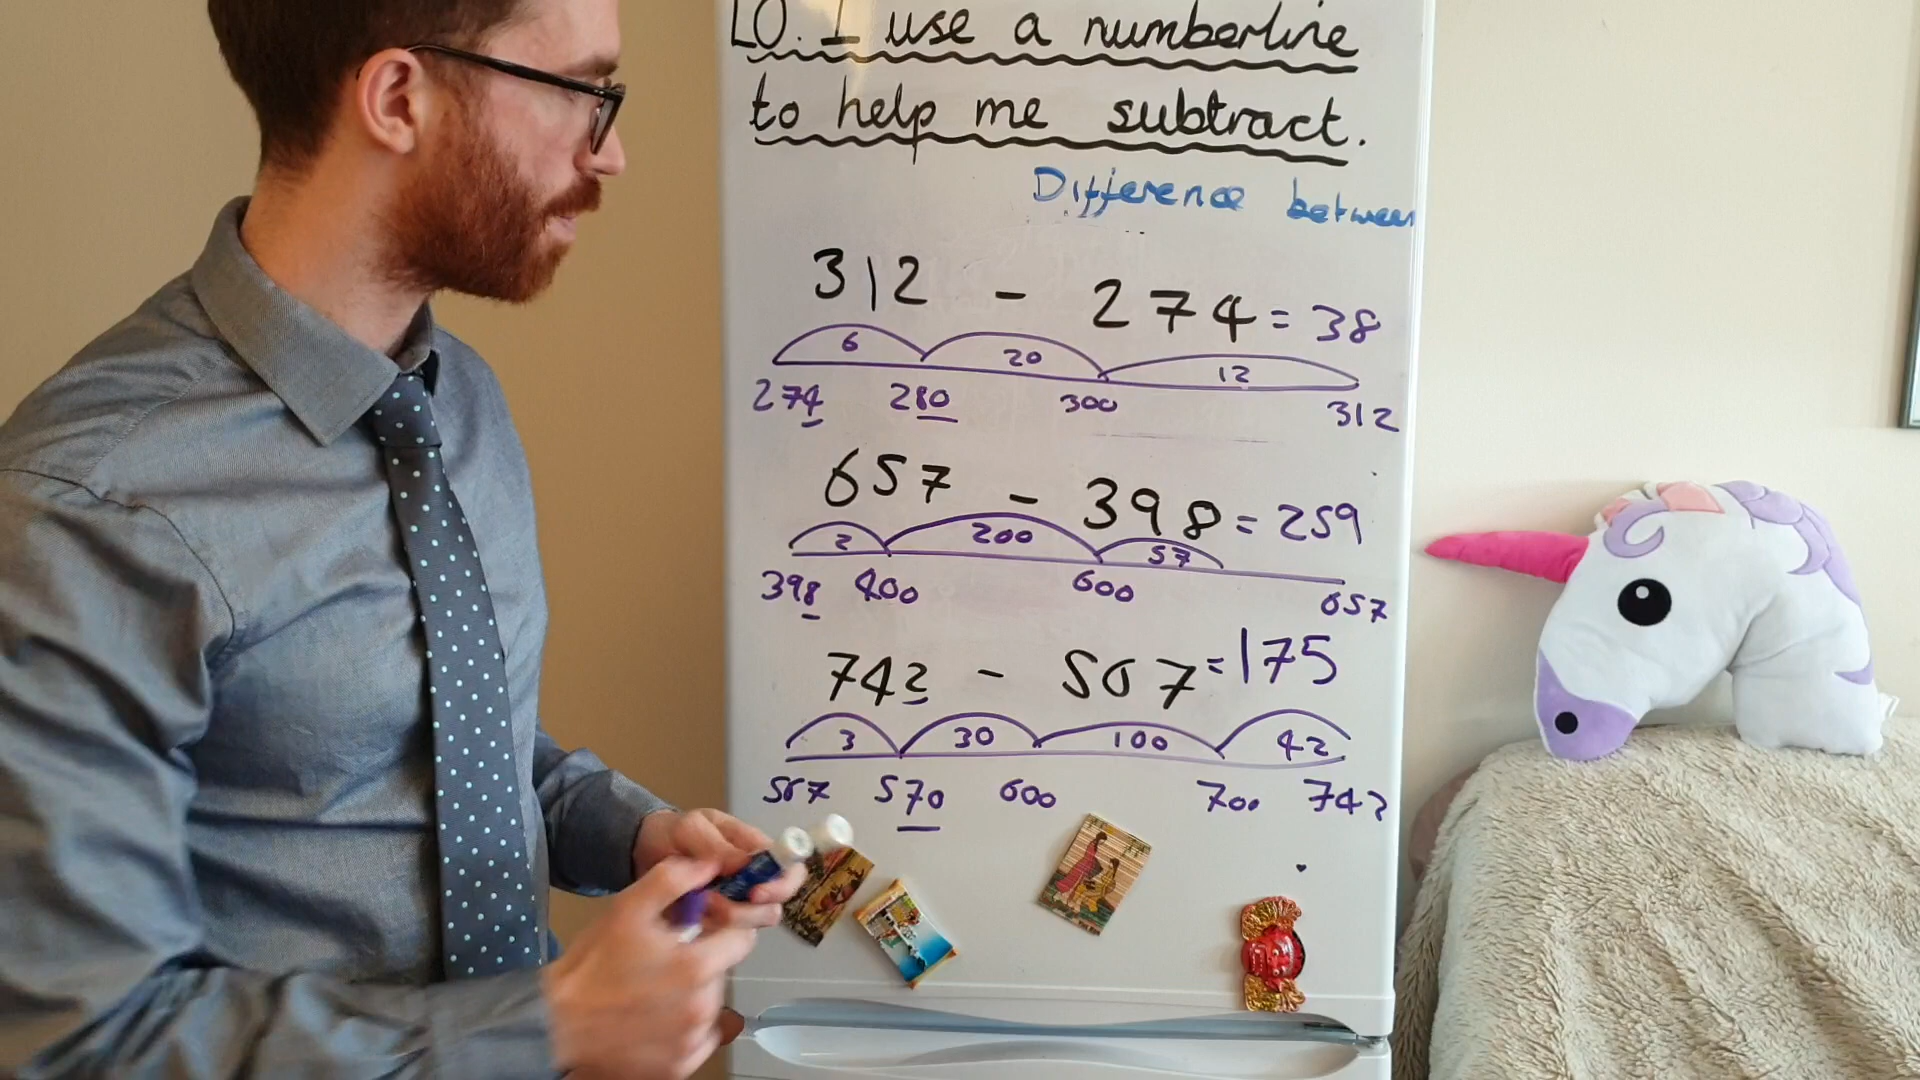 LO. I use a numberline
to help me subtract.
Difference between
312 - 274 = 38
6 20 12
274 280 300 312
657 - 398 = 259
2 200 57
398 400 600 657
742 - 567 = 175
3 30 100 42
567 570 600 700 742